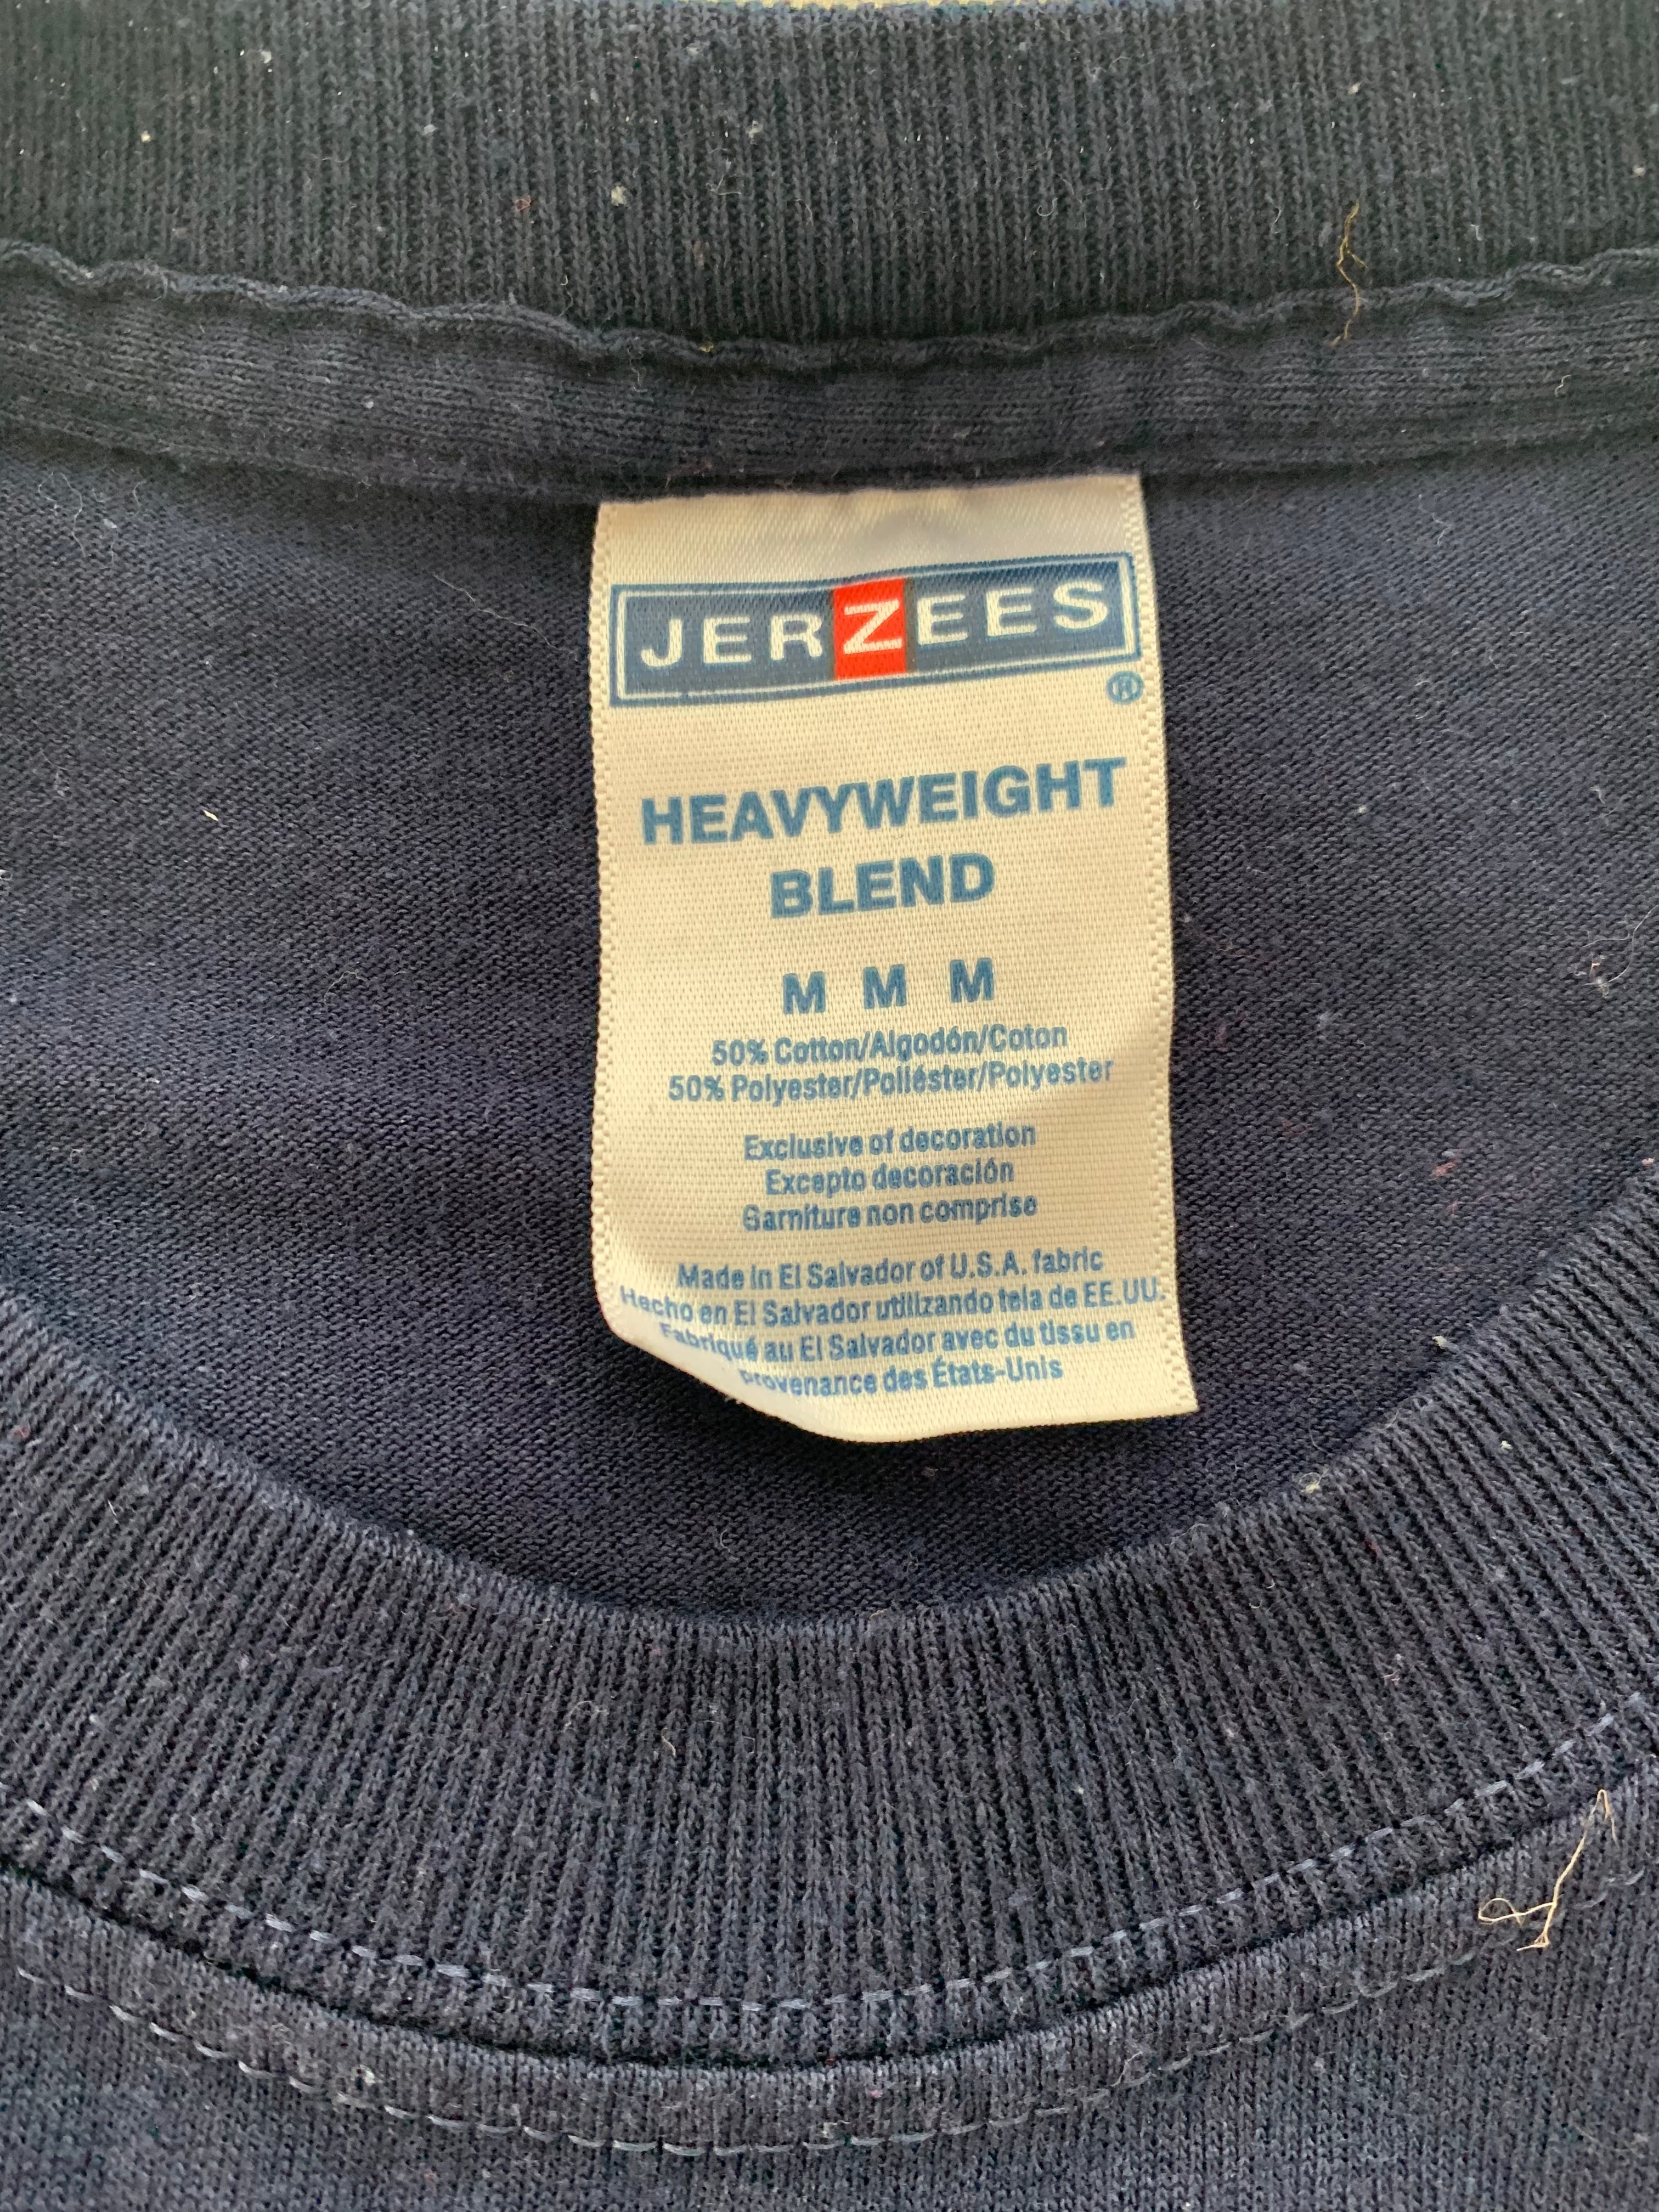 JERZEES
®
HEAVYWEIGHT
BLEND
M M M
50% Cotton/Algodón/Coton
50% Polyester/Poliéster/Polyester
Exclusive of decoration
Excepto decoración
Garniture non comprise
Made in El Salvador of U.S.A. fabric
Hecho en El Salvador utilizando tela de EE.UU.
Fabriqué au El Salvador avec du tissu en
provenance des États-Unis